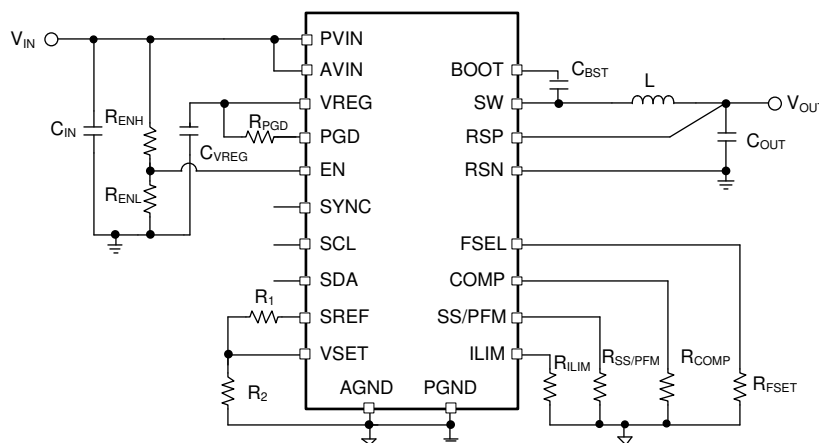 VIN
PVIN
AVIN
BOOT
CBST
L
VREG
SW
VOUT
CIN
RENH
RPGD
PGD
RSP
COUT
CVREG
EN
RSN
RENL
SYNC
SCL
FSEL
SDA
COMP
R1
SREF
SS/PFM
VSET
ILIM
RILIM
RSS/PFM
RCOMP
RFSET
R2
AGND
PGND